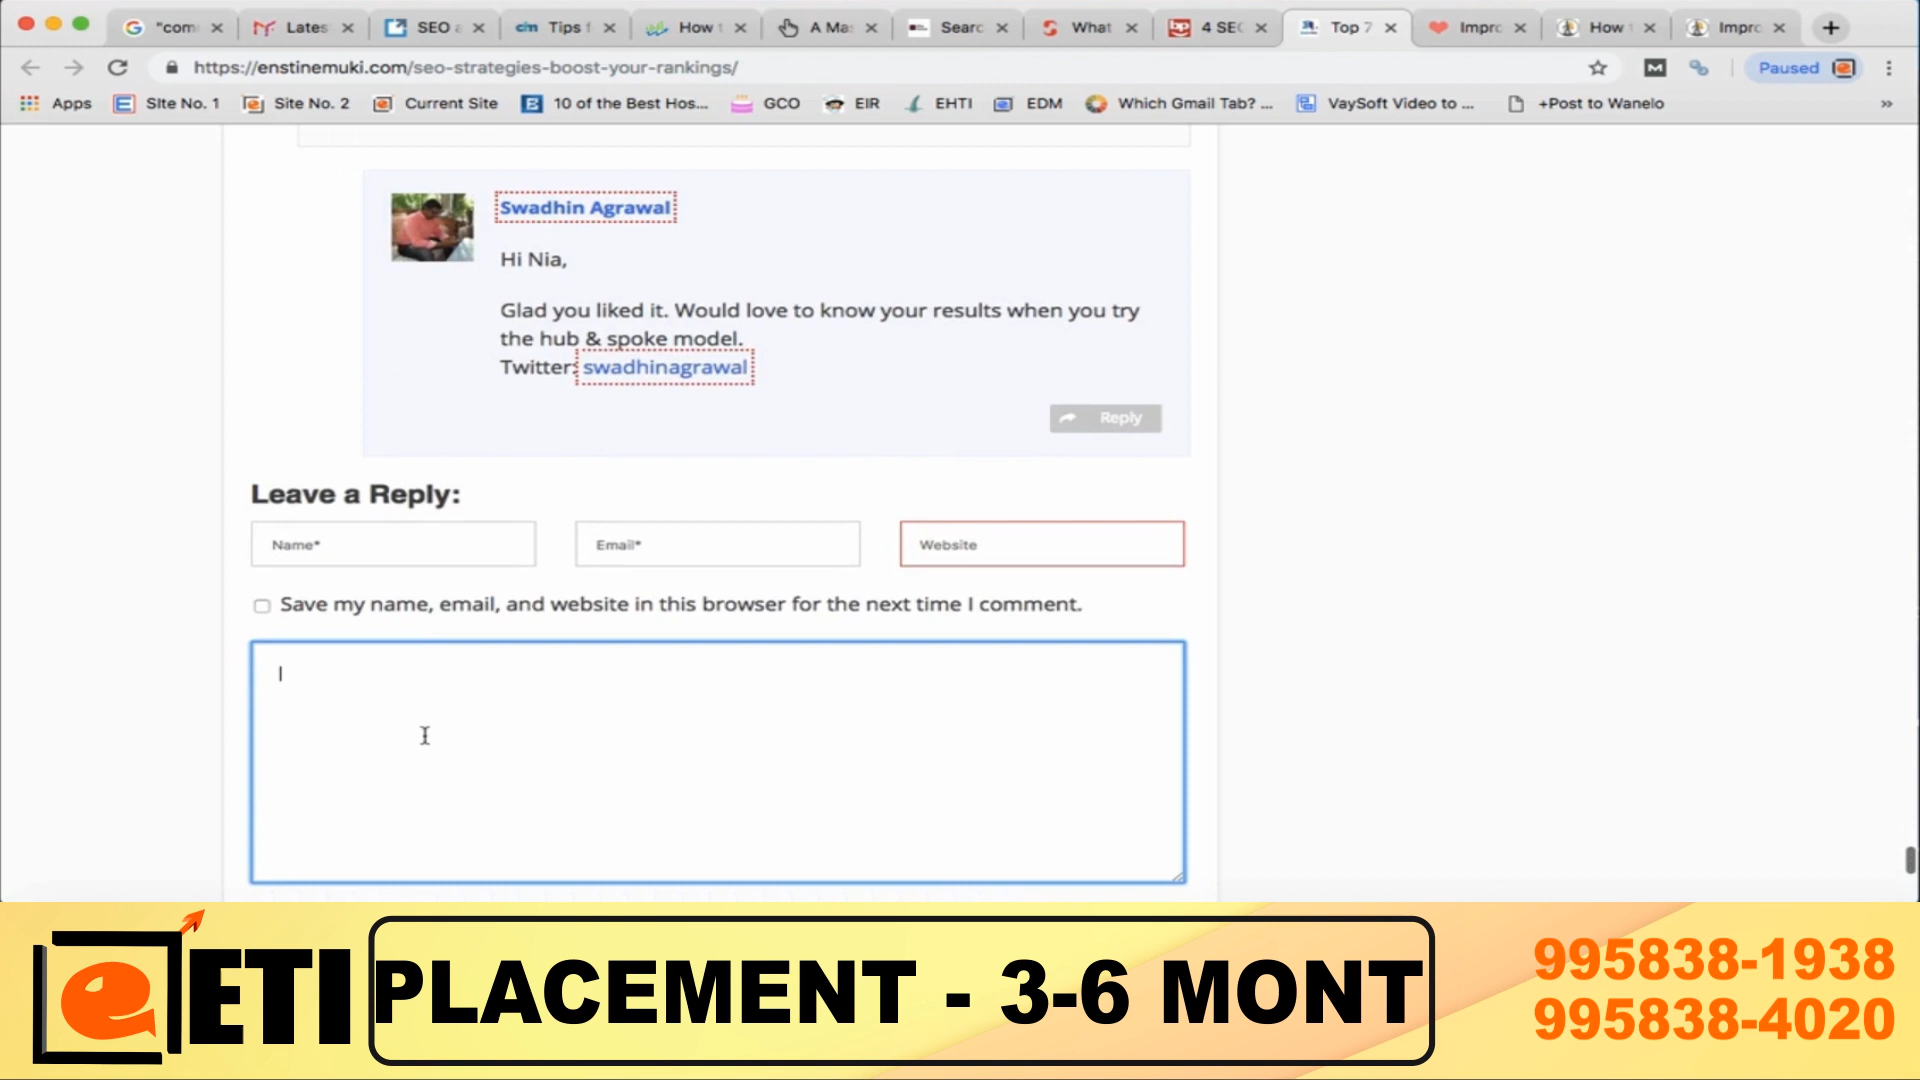 "com
Lates
SEO a
Tips f
How t
A Ma
Searc
What
4 SEC
Top 7
Impro
How
Impro
https://enstinemuki.com/seo-strategies-boost-your-rankings/
Paused
Apps
SIte No. 1
Site No. 2
Current Site
10 of the Best Hos...
GCO
EIR
EHTI
EDM
Which Gmail Tab? ...
VaySoft Video to ...
+Post to Wanelo
Swadhin Agrawal
Hi Nia,
Glad you liked it. Would love to know your results when you try
the hub & spoke model.
Twitter: swadhinagrawal
Reply
Leave a Reply:
Name*
Email*
Website
Save my name, email, and website in this browser for the next time I comment.
ETI
PLACEMENT - 3-6 MONT
995838-1938
995838-4020